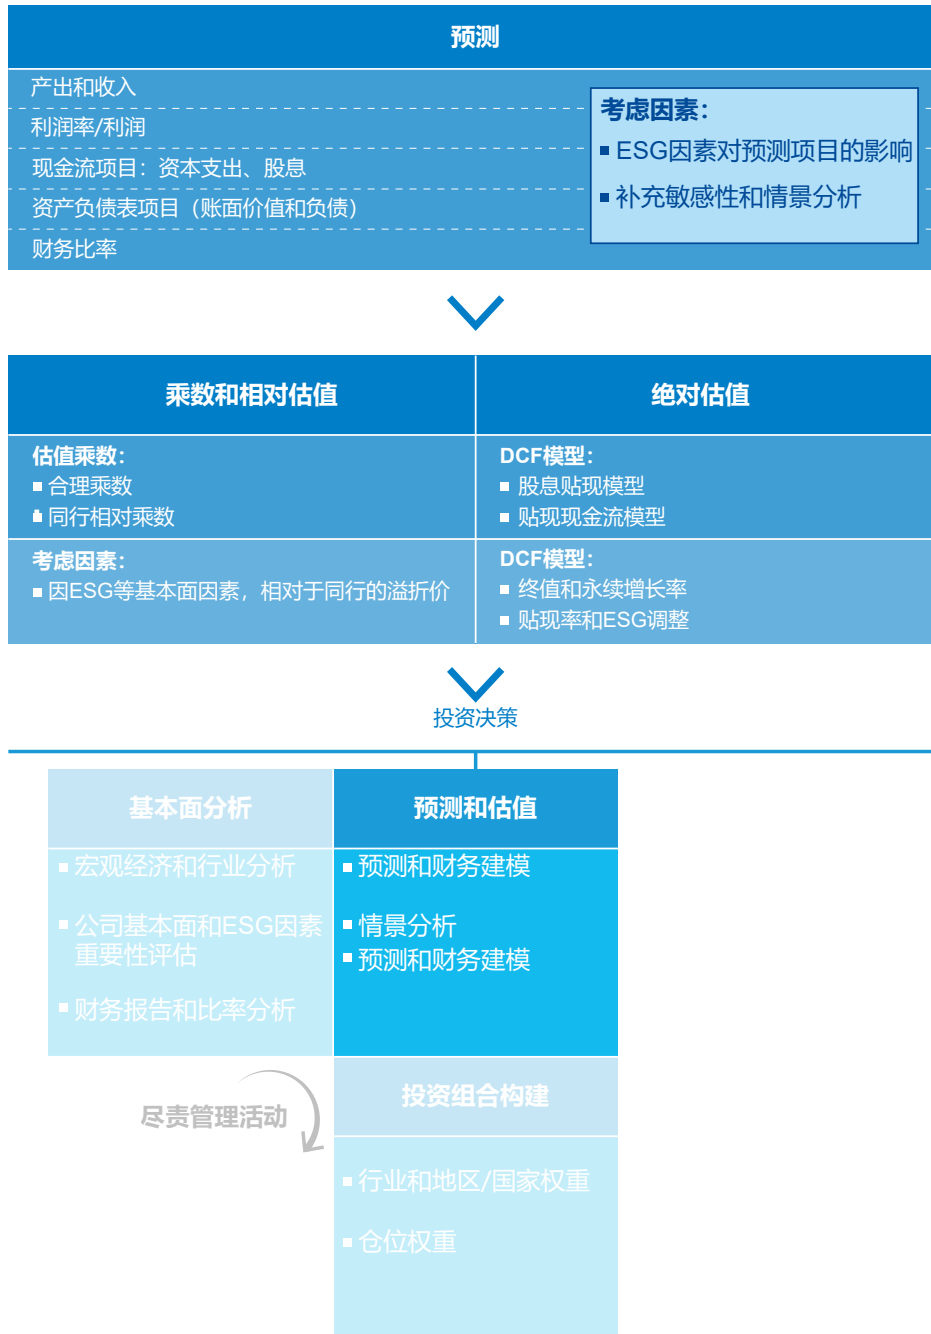 预测
产出和收入
利润率/利润
现金流项目：资本支出、股息
资产负债表项目（账面价值和负债）
财务比率
考虑因素：
ESG因素对预测项目的影响
补充敏感性和情景分析
乘数和相对估值
估值乘数：
合理乘数
同行相对乘数
考虑因素：
因ESG等基本面因素，相对于同行的溢折价
绝对估值
DCF模型：
股息贴现模型
贴现现金流模型
DCF模型：
终值和永续增长率
贴现率和ESG调整
投资决策
基本面分析
宏观经济和行业分析
公司基本面和ESG因素
重要性评估
财务报告和比率分析
预测和估值
预测和财务建模
情景分析
预测和财务建模
尽责管理活动
投资组合构建
行业和地区/国家权重
仓位权重